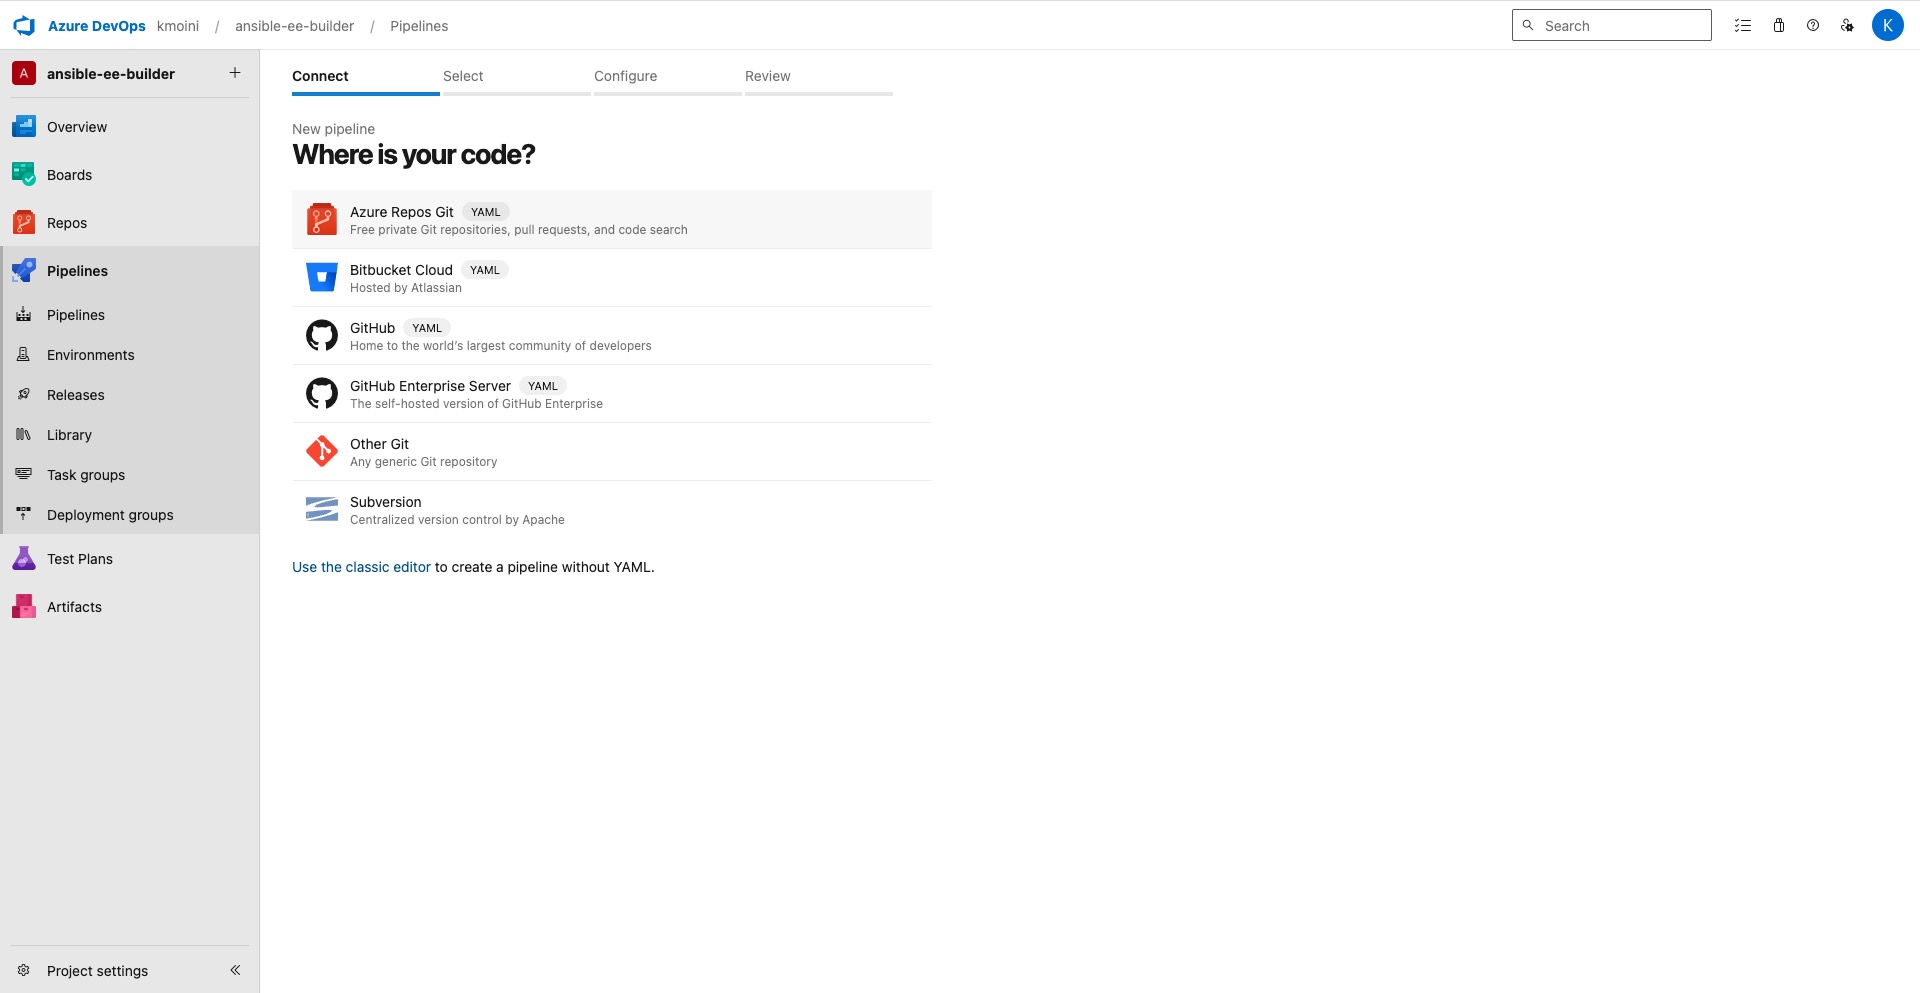 Azure DevOps kmoini / ansible-ee-builder / Pipelines
Search
K
A ansible-ee-builder +
Overview
Boards
Repos
Pipelines
Pipelines
Environments
Releases
Library
Task groups
Deployment groups
Test Plans
Artifacts
Project settings
Connect Select Configure Review
New pipeline
Where is your code?
Azure Repos Git YAML
Free private Git repositories, pull requests, and code search
Bitbucket Cloud YAML
Hosted by Atlassian
GitHub YAML
Home to the world's largest community of developers
GitHub Enterprise Server YAML
The self-hosted version of GitHub Enterprise
Other Git
Any generic Git repository
Subversion
Centralized version control by Apache
Use the classic editor to create a pipeline without YAML.